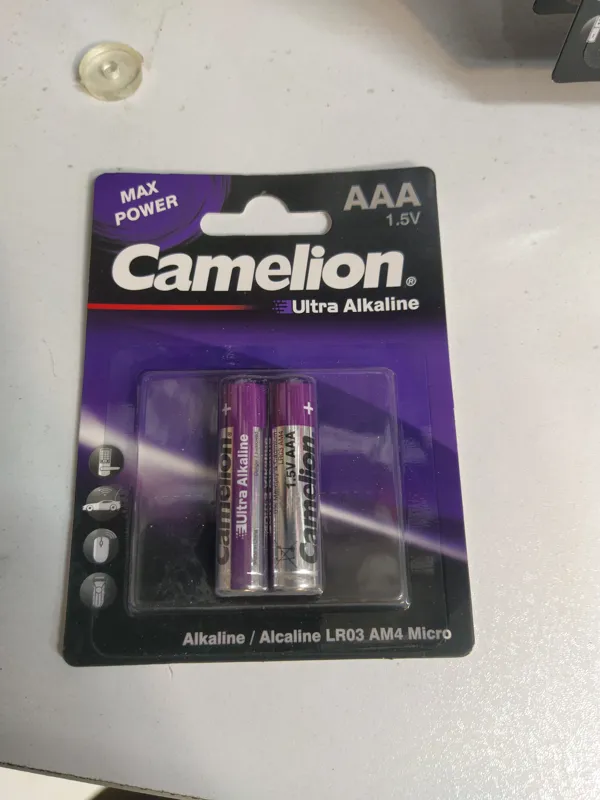 MAX
POWER
AAA
1.5V
Camelion®
Ultra Alkaline
+
Camelion
Ultra Alkaline
+
1.5V AAA
Camelion
Alkaline / Alcaline LR03 AM4 Micro